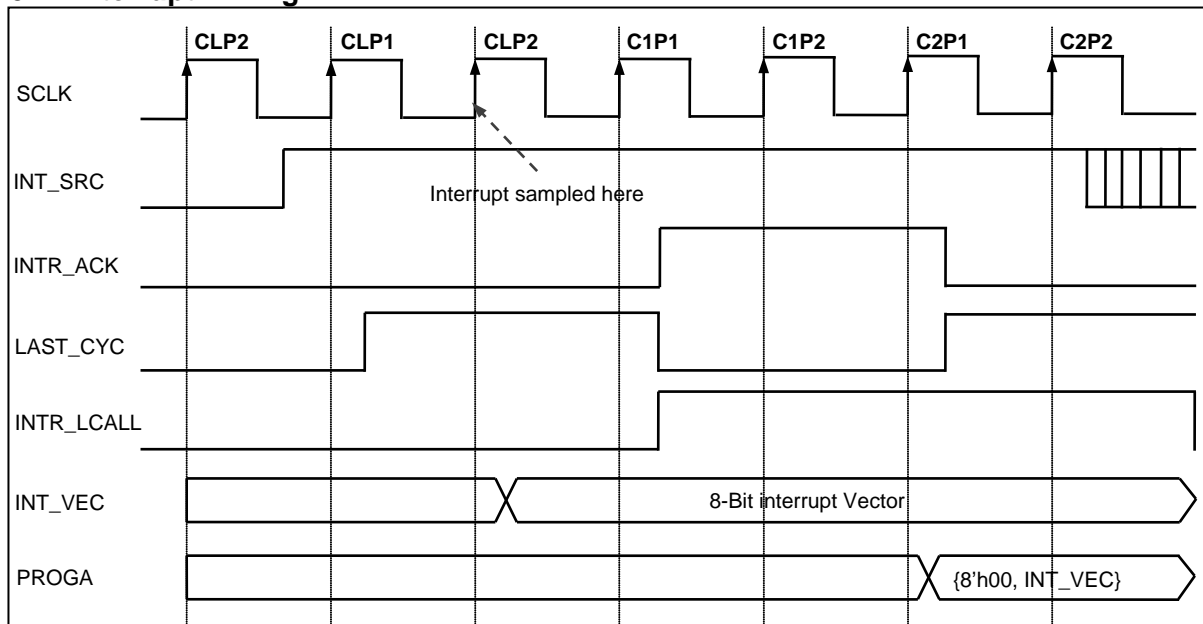 CLP2 CLP1 CLP2 C1P1 C1P2 C2P1 C2P2
SCLK
INT_SRC
Interrupt sampled here
INTR_ACK
LAST_CYC
INTR_LCALL
INT_VEC
8-Bit interrupt Vector
PROGA
{8'h00, INT_VEC}